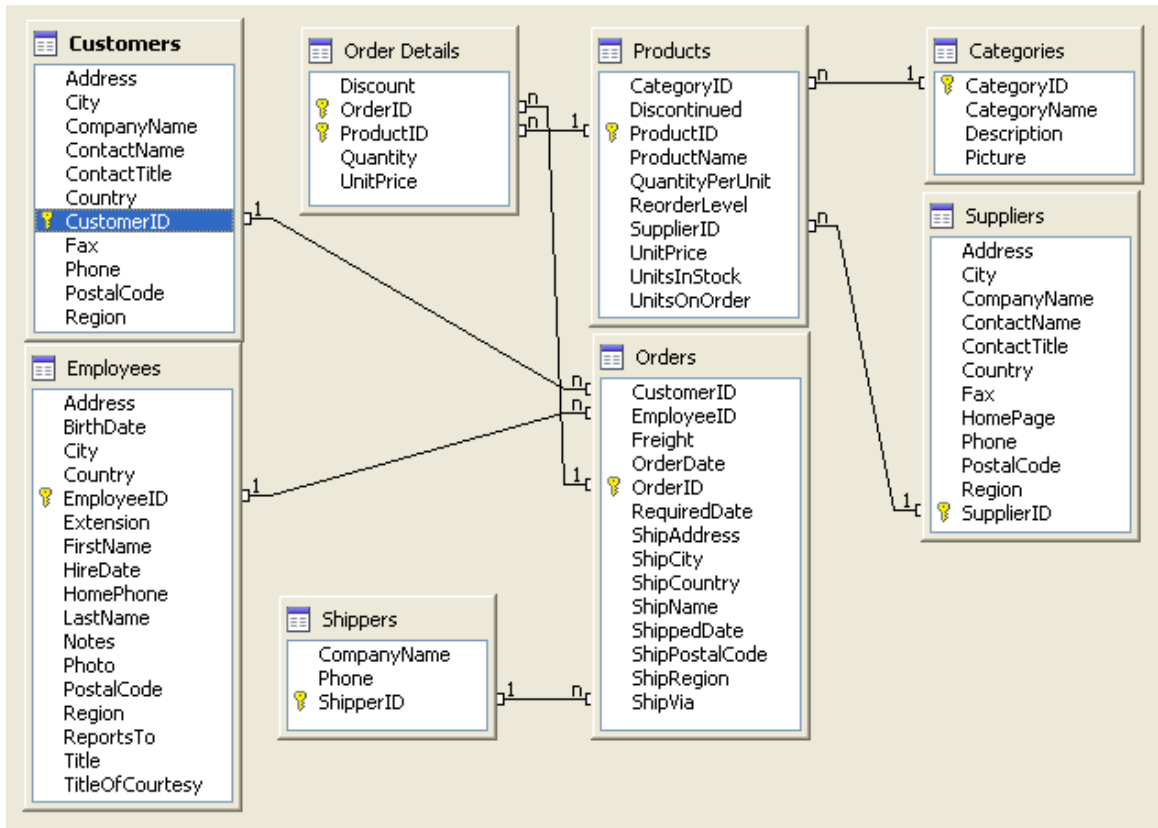 Customers
Address
City
CompanyName
ContactName
ContactTitle
Country
CustomerID
Fax
Phone
PostalCode
Region
Order Details
Discount
OrderID
ProductID
Quantity
UnitPrice
Products
CategoryID
Discontinued
ProductID
ProductName
QuantityPerUnit
ReorderLevel
SupplierID
UnitPrice
UnitsInStock
UnitsOnOrder
Categories
CategoryID
CategoryName
Description
Picture
Suppliers
Address
City
CompanyName
ContactName
ContactTitle
Country
Fax
HomePage
Phone
PostalCode
Region
SupplierID
Employees
Address
BirthDate
City
Country
EmployeeID
Extension
FirstName
HireDate
HomePhone
LastName
Notes
Photo
PostalCode
Region
ReportsTo
Title
TitleOfCourtesy
Orders
CustomerID
EmployeeID
Freight
OrderDate
OrderID
RequiredDate
ShipAddress
ShipCity
ShipCountry
ShipName
ShippedDate
ShipPostalCode
ShipRegion
ShipVia
Shippers
CompanyName
Phone
ShipperID
n
n
1
n
1
n
1
1
n
n
1
1
1
n